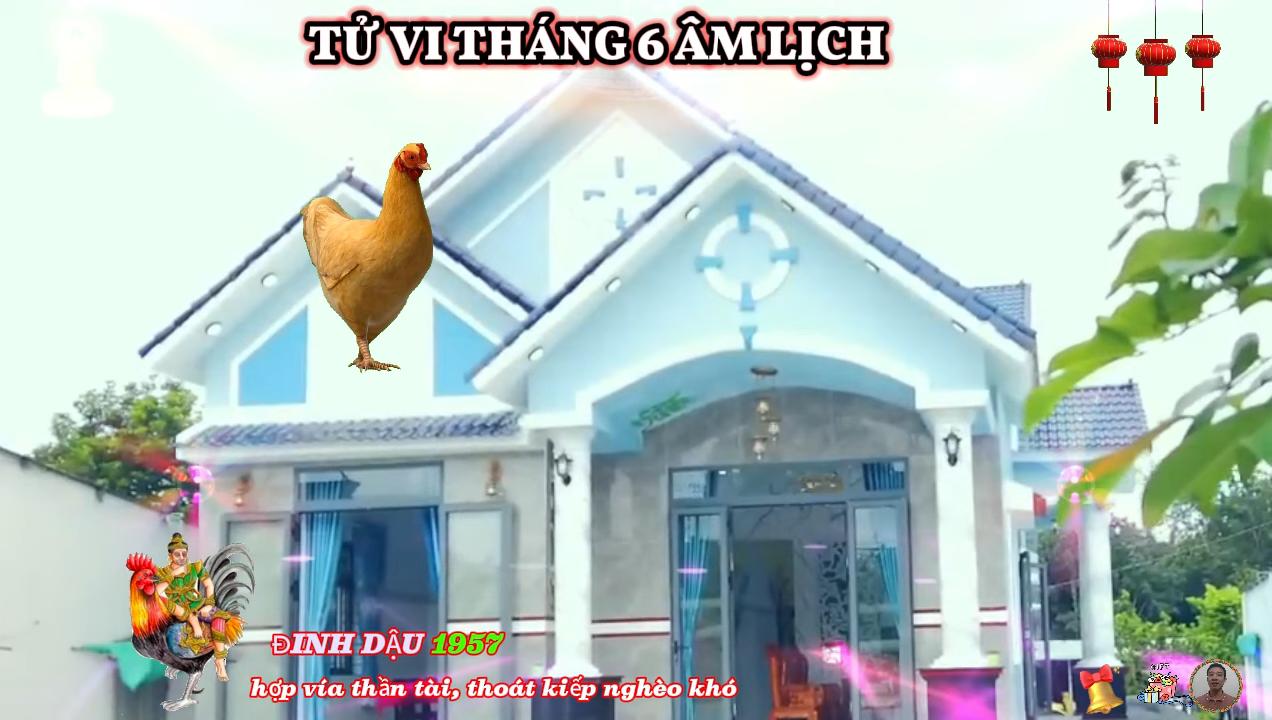 TỬ VI THÁNG 6 ÂM LỊCH
ĐINH DẬU 1957
hợp vía thần tài, thoát kiếp nghèo khó